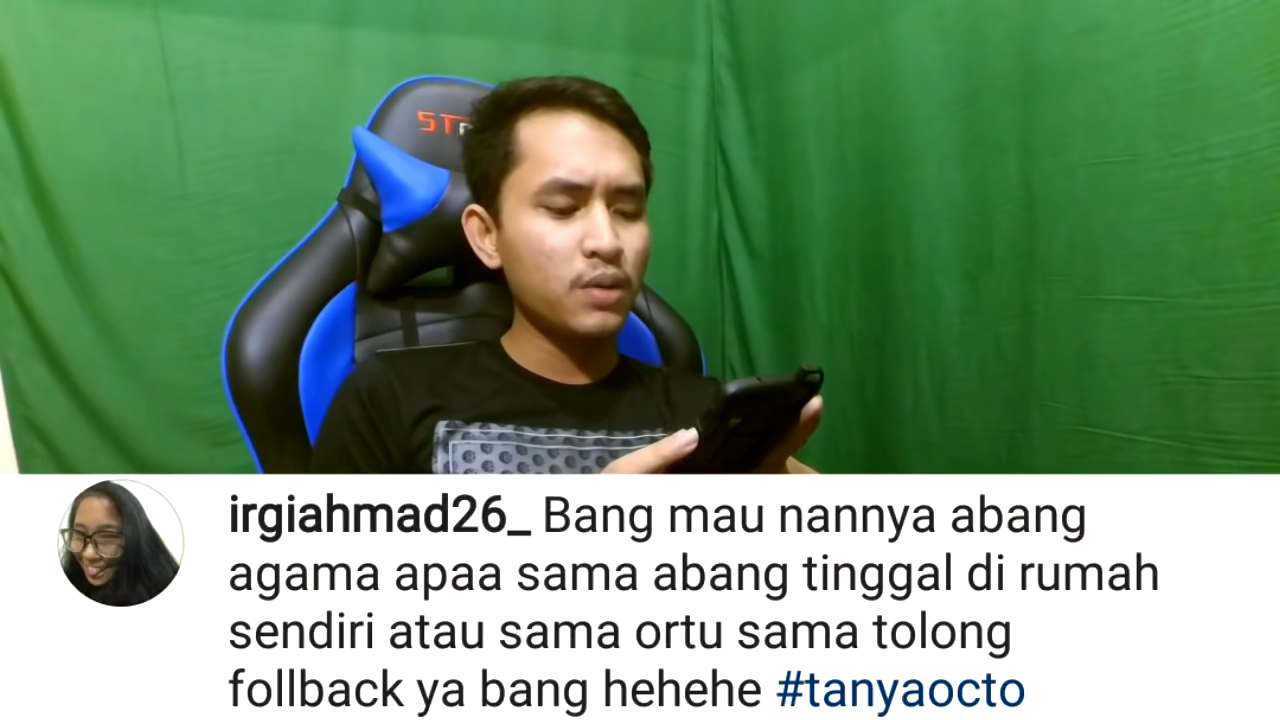 ST
irgiahmad26_ Bang mau nannya abang
agama apaa sama abang tinggal di rumah
sendiri atau sama ortu sama tolong
follback ya bang hehehe #tanyaocto